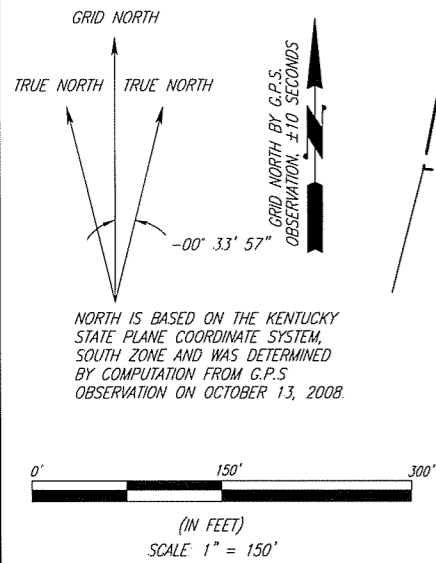 GRID NORTH
TRUE NORTH TRUE NORTH
-00° 33' 57"
GRID NORTH BY G.P.S.
OBSERVATION, ±10 SECONDS
N
NORTH IS BASED ON THE KENTUCKY
STATE PLANE COORDINATE SYSTEM,
SOUTH ZONE AND WAS DETERMINED
BY COMPUTATION FROM G.P.S
OBSERVATION ON OCTOBER 13, 2008.
0' 150' 300'
(IN FEET)
SCALE: 1" = 150'